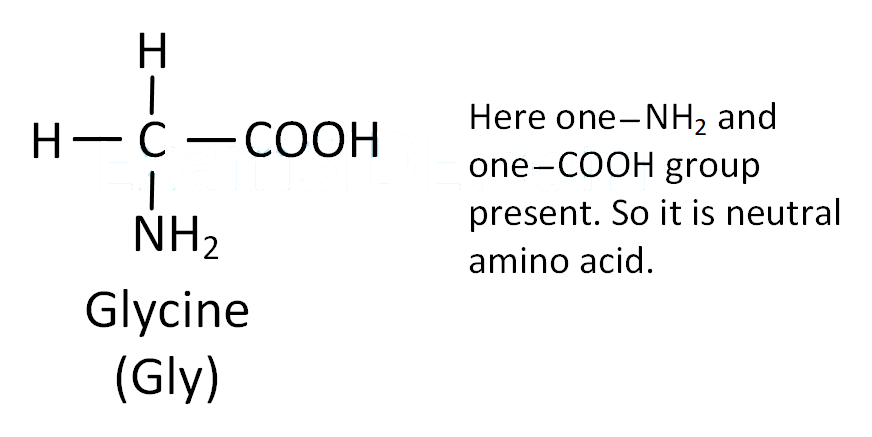 H
H—C—COOH
NH₂
Glycine
(Gly)
Here one–NH₂ and
one–COOH group
present. So it is neutral
amino acid.